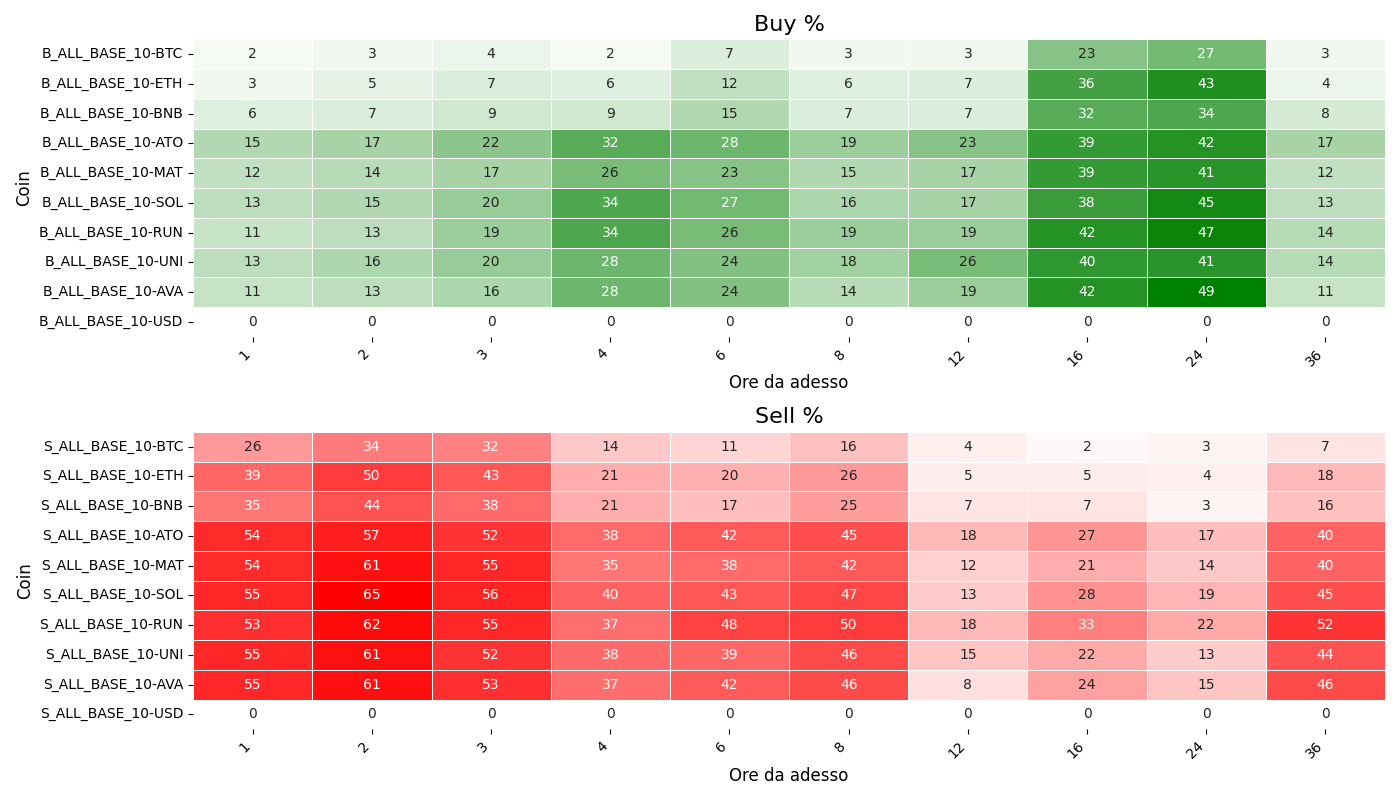 Buy %
Coin
B_ALL_BASE_10-BTC 2 3 4 2 7 3 3 23 27 3
B_ALL_BASE_10-ETH 3 5 7 6 12 6 7 36 43 4
B_ALL_BASE_10-BNB 6 7 9 9 15 7 7 32 34 8
B_ALL_BASE_10-ATO 15 17 22 32 28 19 23 39 42 17
B_ALL_BASE_10-MAT 12 14 17 26 23 15 17 39 41 12
B_ALL_BASE_10-SOL 13 15 20 34 27 16 17 38 45 13
B_ALL_BASE_10-RUN 11 13 19 34 26 19 19 42 47 14
B_ALL_BASE_10-UNI 13 16 20 28 24 18 26 40 41 14
B_ALL_BASE_10-AVA 11 13 16 28 24 14 19 42 49 11
B_ALL_BASE_10-USD 0 0 0 0 0 0 0 0 0 0
1 2 3 4 6 8 12 16 24 36
Ore da adesso
Sell %
Coin
S_ALL_BASE_10-BTC 26 34 32 14 11 16 4 2 3 7
S_ALL_BASE_10-ETH 39 50 43 21 20 26 5 5 4 18
S_ALL_BASE_10-BNB 35 44 38 21 17 25 7 7 3 16
S_ALL_BASE_10-ATO 54 57 52 38 42 45 18 27 17 40
S_ALL_BASE_10-MAT 54 61 55 35 38 42 12 21 14 40
S_ALL_BASE_10-SOL 55 65 56 40 43 47 13 28 19 45
S_ALL_BASE_10-RUN 53 62 55 37 48 50 18 33 22 52
S_ALL_BASE_10-UNI 55 61 52 38 39 46 15 22 13 44
S_ALL_BASE_10-AVA 55 61 53 37 42 46 8 24 15 46
S_ALL_BASE_10-USD 0 0 0 0 0 0 0 0 0 0
1 2 3 4 6 8 12 16 24 36
Ore da adesso